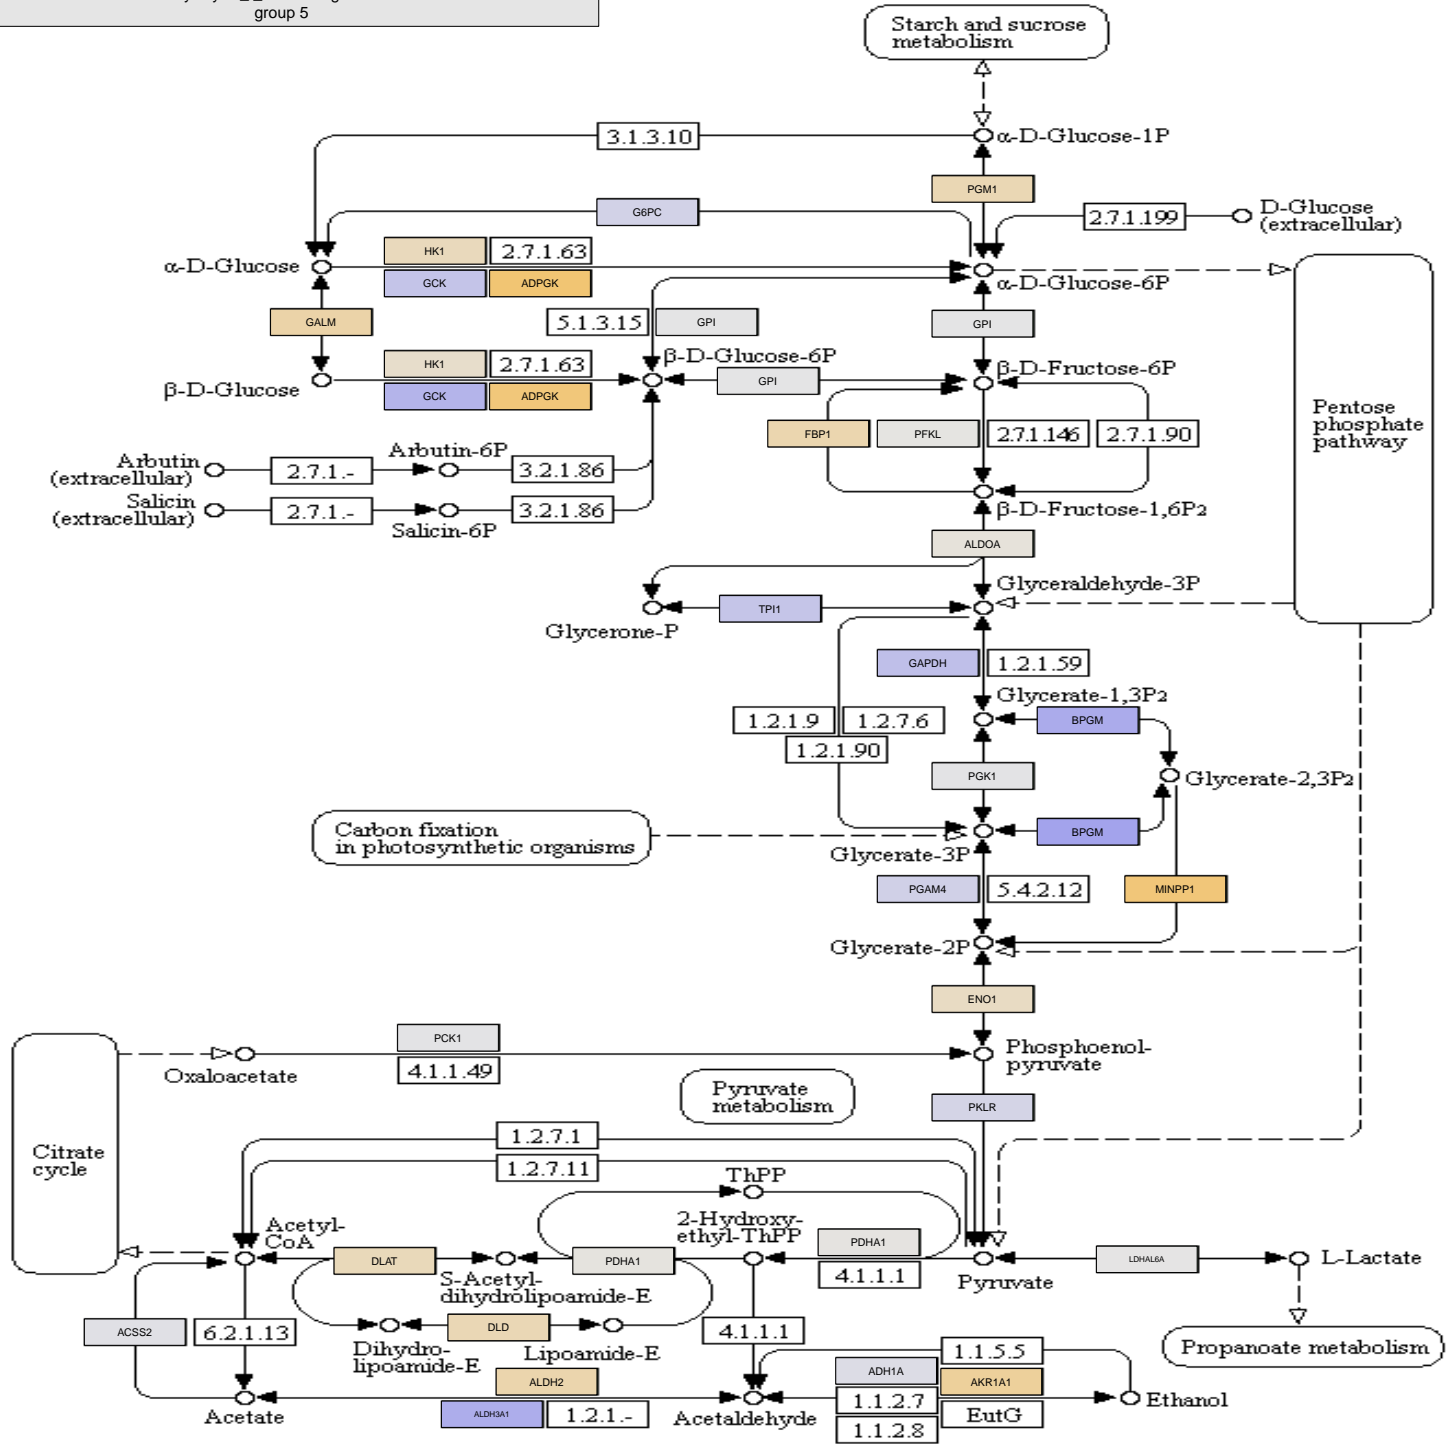 group 5
Starch and sucrose
metabolism
3.1.3.10
α-D-Glucose-1P
PGM1
G6PC
2.7.1.199
D-Glucose
(extracellular)
HK1
2.7.1.63
α-D-Glucose
GCK
ADPGK
α-D-Glucose-6P
GALM
5.1.3.15
GPI
GPI
HK1
2.7.1.63
β-D-Glucose-6P
β-D-Fructose-6P
β-D-Glucose
GCK
ADPGK
GPI
Pentose
phosphate
pathway
FBP1
PFKL
2.7.1.146
2.7.1.90
Arbutin
(extracellular)
2.7.1.-
Arbutin-6P
3.2.1.86
Salicin
(extracellular)
2.7.1.-
Salicin-6P
3.2.1.86
β-D-Fructose-1,6P2
ALDOA
Glyceraldehyde-3P
TPI1
Glycerone-P
GAPDH
1.2.1.59
Glycerate-1,3P2
1.2.1.9
1.2.7.6
1.2.1.90
BPGM
PGK1
Glycerate-2,3P2
Carbon fixation
in photosynthetic organisms
BPGM
Glycerate-3P
PGAM4
5.4.2.12
MINPP1
Glycerate-2P
ENO1
PCK1
4.1.1.49
Oxaloacetate
Phosphoenol-
pyruvate
Pyruvate
metabolism
PKLR
Citrate
cycle
1.2.7.1
1.2.7.11
ThPP
Acetyl-
CoA
2-Hydroxy-
ethyl-ThPP
PDHA1
DLAT
PDHA1
4.1.1.1
S-Acetyl-
dihydrolipoamide-E
Pyruvate
LDHAL6A
L-Lactate
ACSS2
6.2.1.13
DLD
4.1.1.1
Dihydro-
lipoamide-E
Lipoamide-E
1.1.5.5
Propanoate metabolism
ALDH2
ADH1A
AKR1A1
Acetate
ALDH3A1
1.2.1.-
Acetaldehyde
1.1.2.7
EutG
Ethanol
1.1.2.8